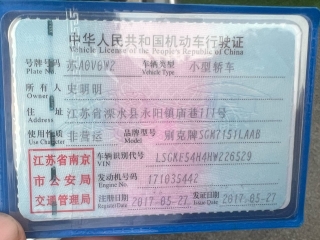 中华人民共和国机动车行驶证
Vehicle License of the People's Republic of China
号牌号码 苏A0V6W2 车辆类型 小型轿车
Plate No. Vehicle Type
所有人 史明明
Owner
住址 江苏省溧水县永阳镇庙巷111号
使用性质 非营运 品牌型号 别克牌SGM7151LAAB
Use Character Model
江苏省南京
市公安局
交通管理局
车辆识别代号 LSGKF54H4HW226529
VIN
发动机号码 171035442
Engine No.
注册日期 2017-05-27 发证日期 2017-05-27
Register Date Issue Date